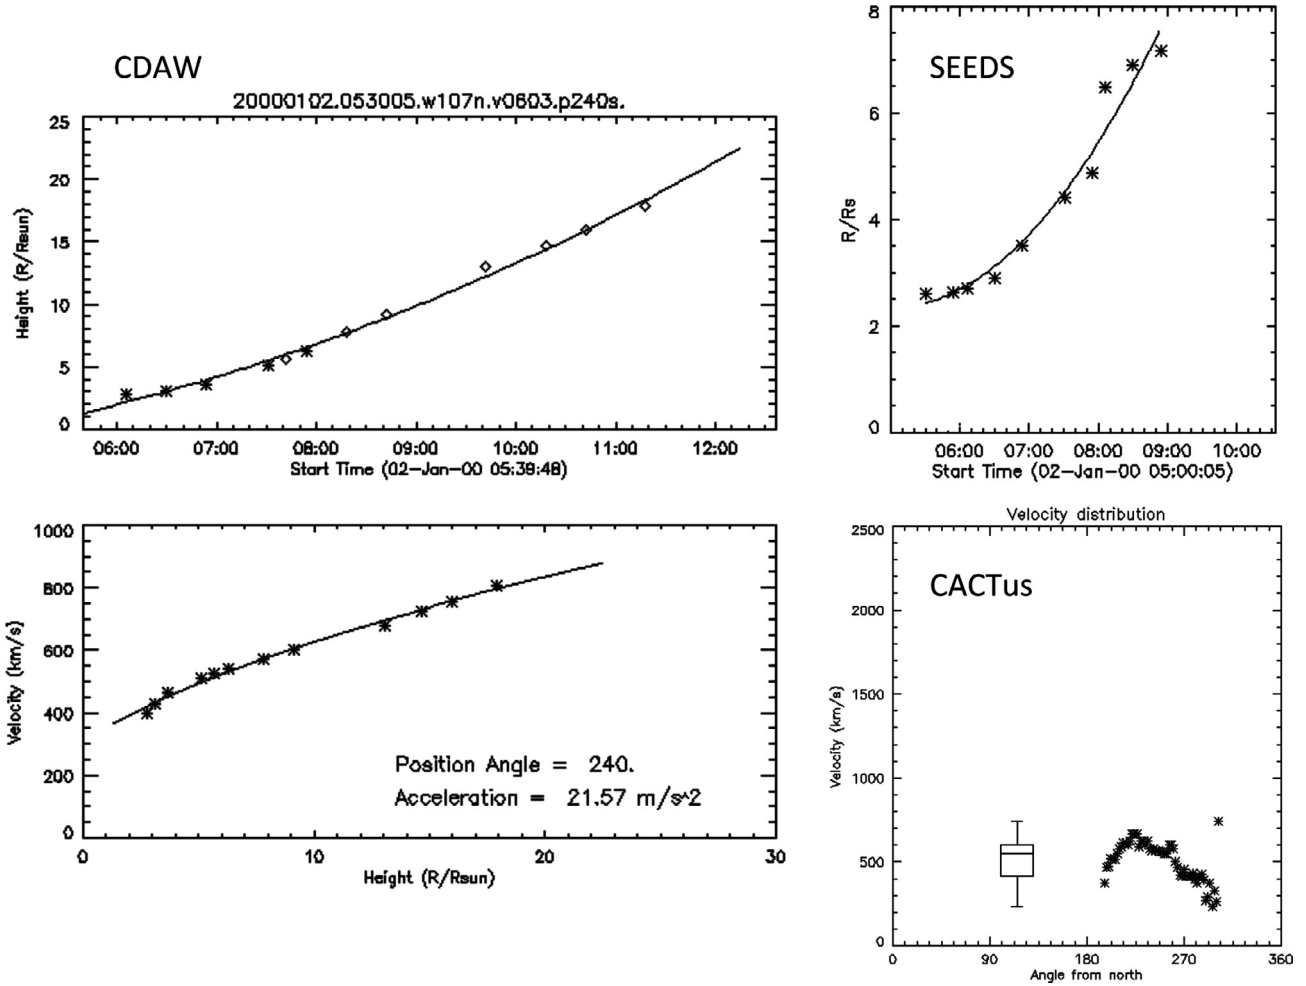 CDAW
20000102.053005.w107n.v0603.p240s.
25
20
15
10
5
0
Height (R/Rsun)
06:00 07:00 08:00 09:00 10:00 11:00 12:00
Start Time (02-Jan-00 05:39:48)
SEEDS
8
6
4
2
0
R/Rs
06:00 07:00 08:00 09:00 10:00
Start Time (02-Jan-00 05:00:05)
1000
800
600
400
200
0
Velocity (km/s)
Position Angle = 240.
Acceleration = 21.57 m/s^2
0 10 20 30
Height (R/Rsun)
Velocity distribution
CACTus
2500
2000
1500
1000
500
0
Velocity (km/s)
0 90 180 270 360
Angle from north